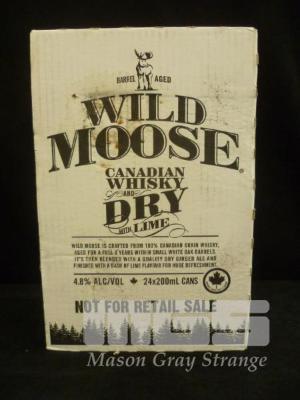 BARREL AGED
WILD
MOOSE
CANADIAN
WHISKY
AND
DRY
WITH LIME
WILD MOOSE IS CRAFTED FROM 100% CANADIAN GRAIN WHISKY,
AGED FOR A FULL 3 YEARS WITHIN SMALL WHITE OAK BARRELS.
IT'S THEN BLENDED WITH A QUALITY DRY GINGER ALE AND
FINISHED WITH A DASH OF LIME FLAVOUR FOR HUGE REFRESHMENT.
4.8% ALC/VOL 24x200mL CANS
NOT FOR RETAIL SALE
MGS
Mason Gray Strange